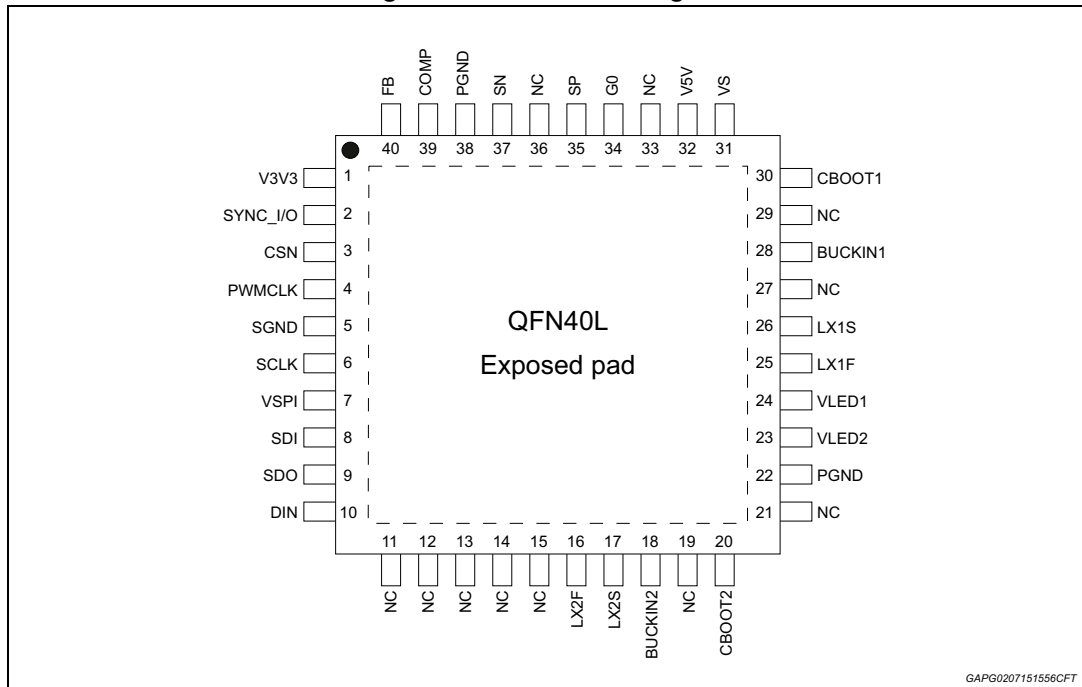 FB COMP PGND SN NC SP G0 NC V5V VS
40 39 38 37 36 35 34 33 32 31
V3V3 1 30 CBOOT1
SYNC_I/O 2 29 NC
CSN 3 28 BUCKIN1
PWMCLK 4 27 NC
SGND 5 26 LX1S
QFN40L
SCLK 6 25 LX1F
Exposed pad
VSPI 7 24 VLED1
SDI 8 23 VLED2
SDO 9 22 PGND
DIN 10 21 NC
11 12 13 14 15 16 17 18 19 20
NC NC NC NC NC LX2F LX2S BUCKIN2 NC CBOOT2
GAPG0207151556CFT